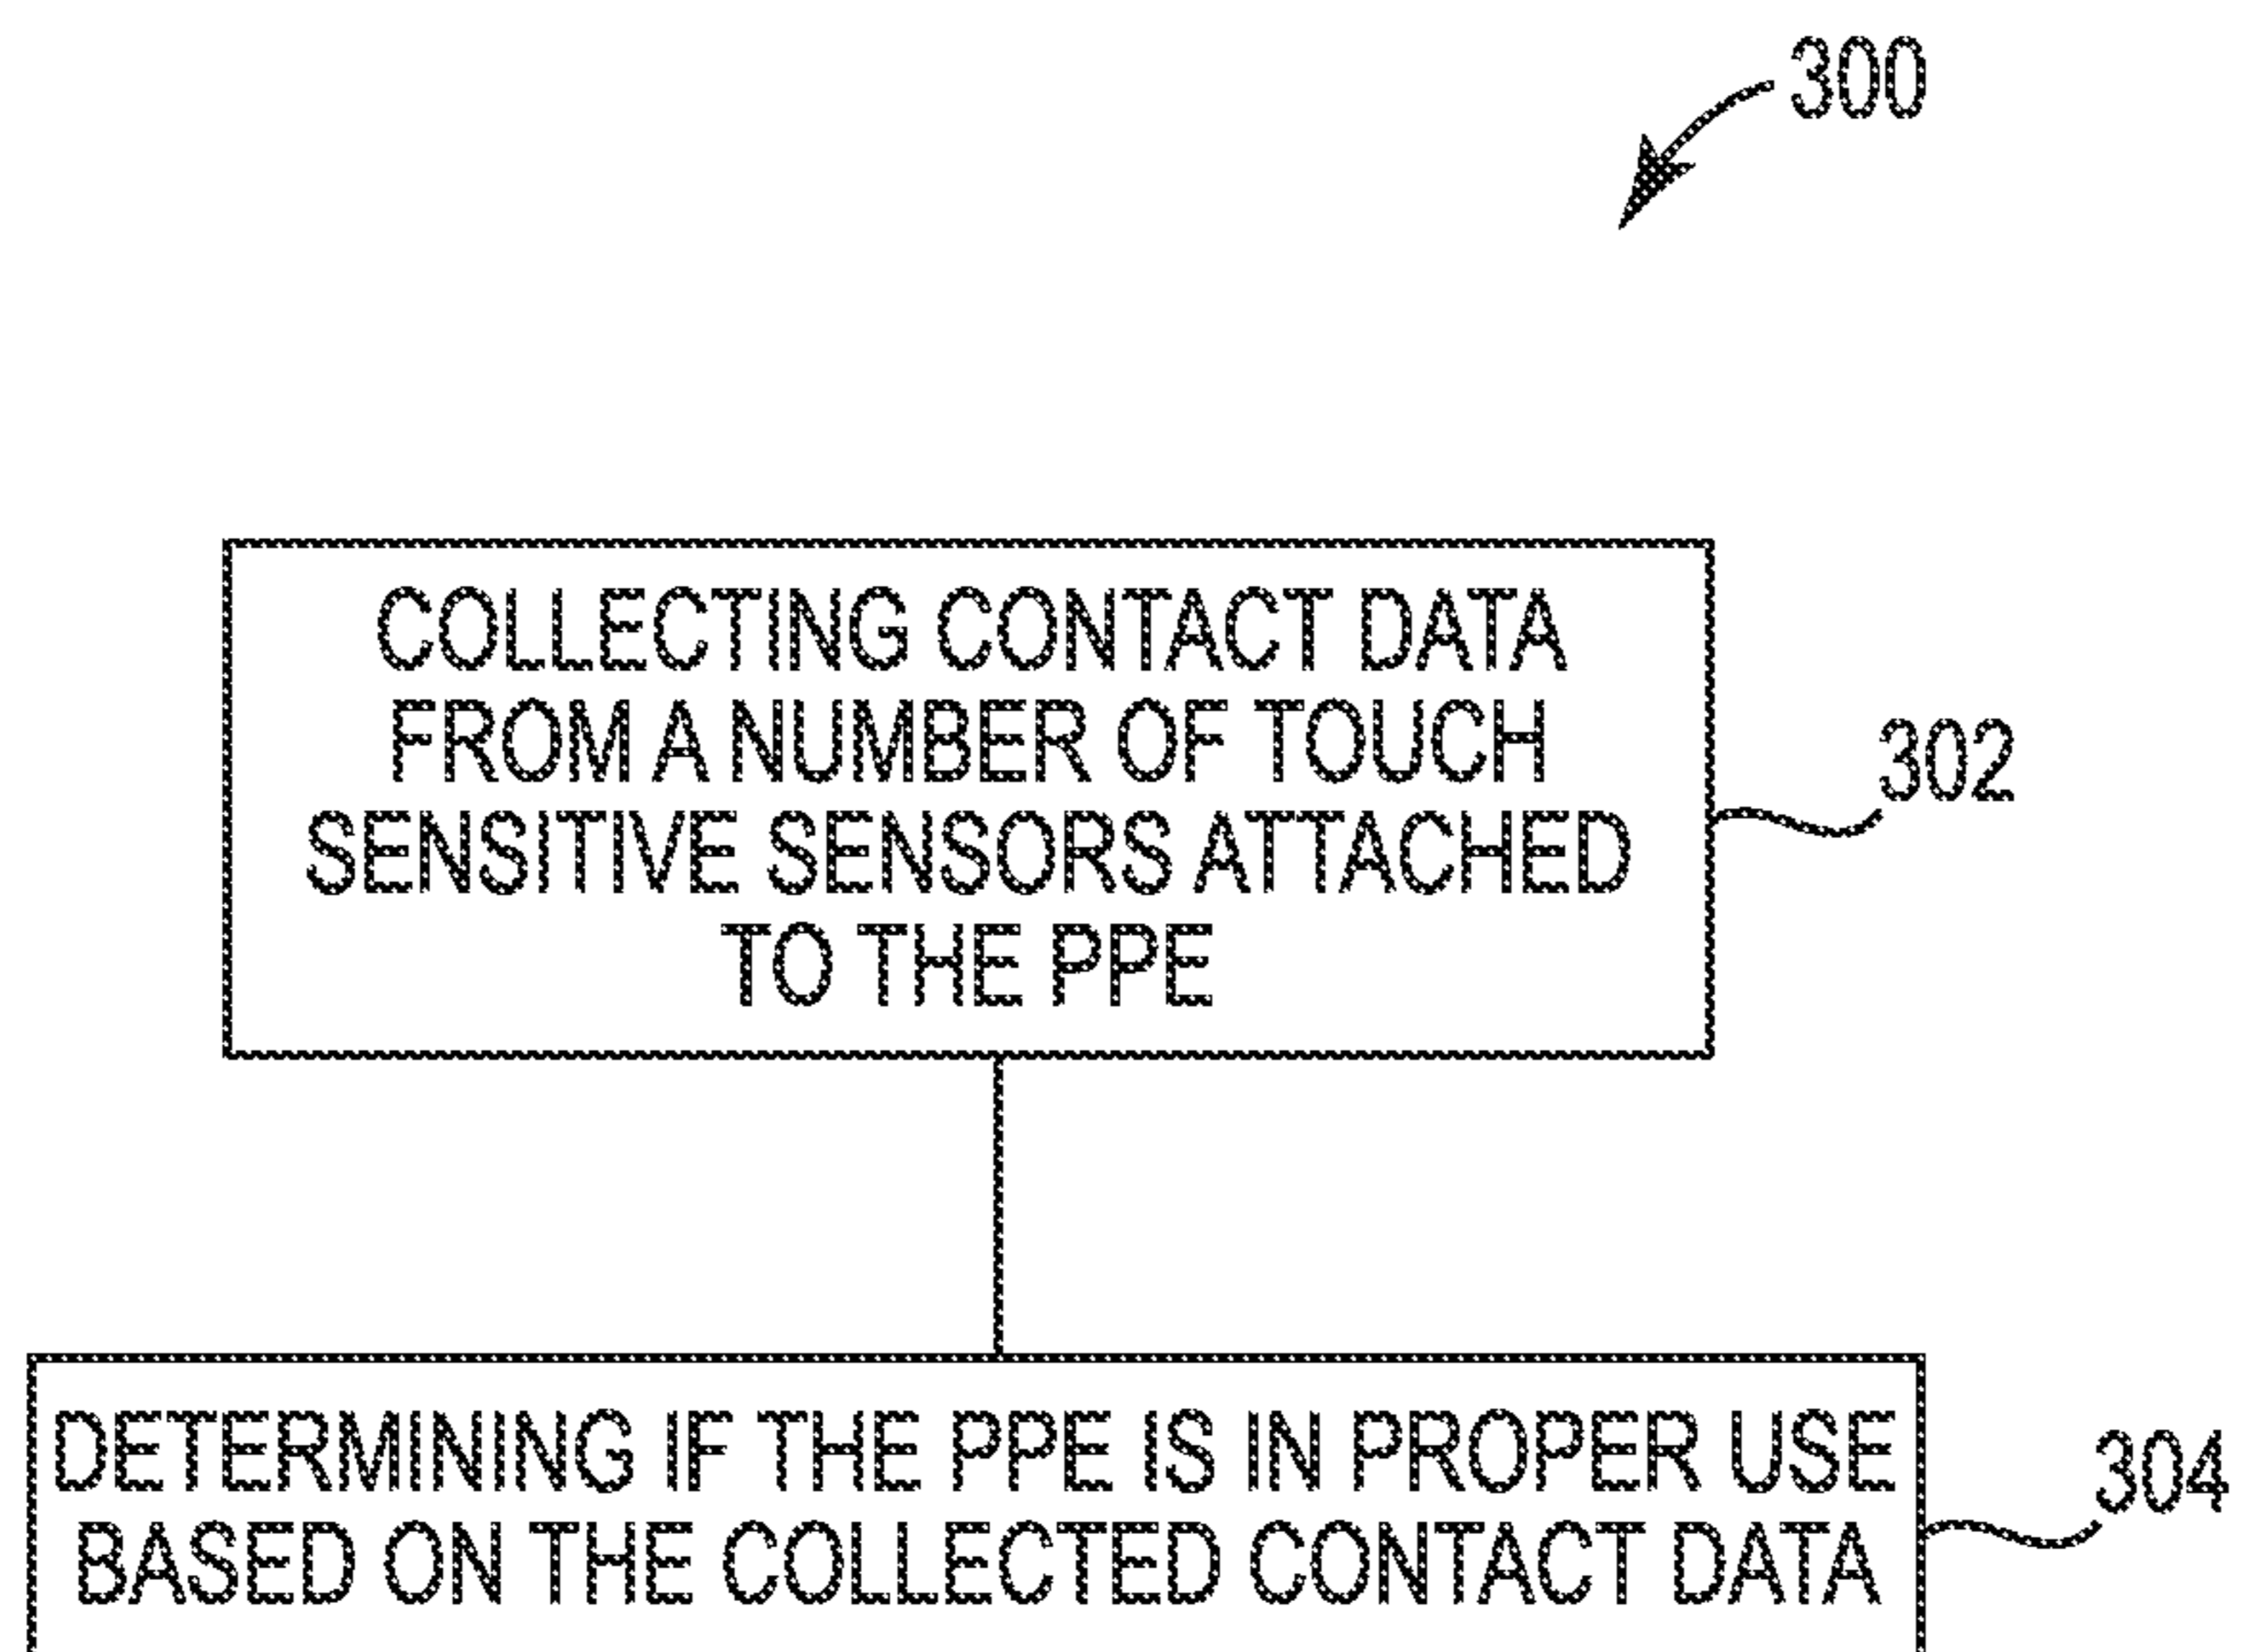 300
COLLECTING CONTACT DATA
FROM A NUMBER OF TOUCH
SENSITIVE SENSORS ATTACHED
TO THE PPE
302
DETERMINING IF THE PPE IS IN PROPER USE
BASED ON THE COLLECTED CONTACT DATA
304